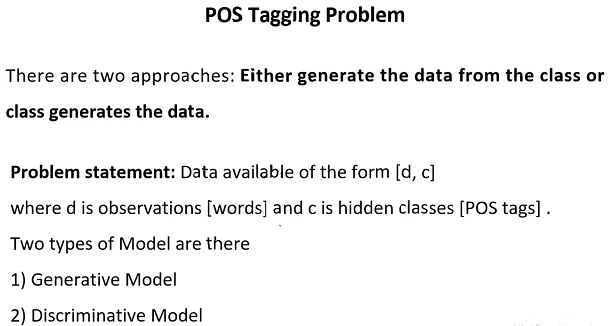 POS Tagging Problem
There are two approaches: Either generate the data from the class or
class generates the data.
Problem statement: Data available of the form [d, c]
where d is observations [words] and c is hidden classes [POS tags] .
Two types of Model are there
1) Generative Model
2) Discriminative Model